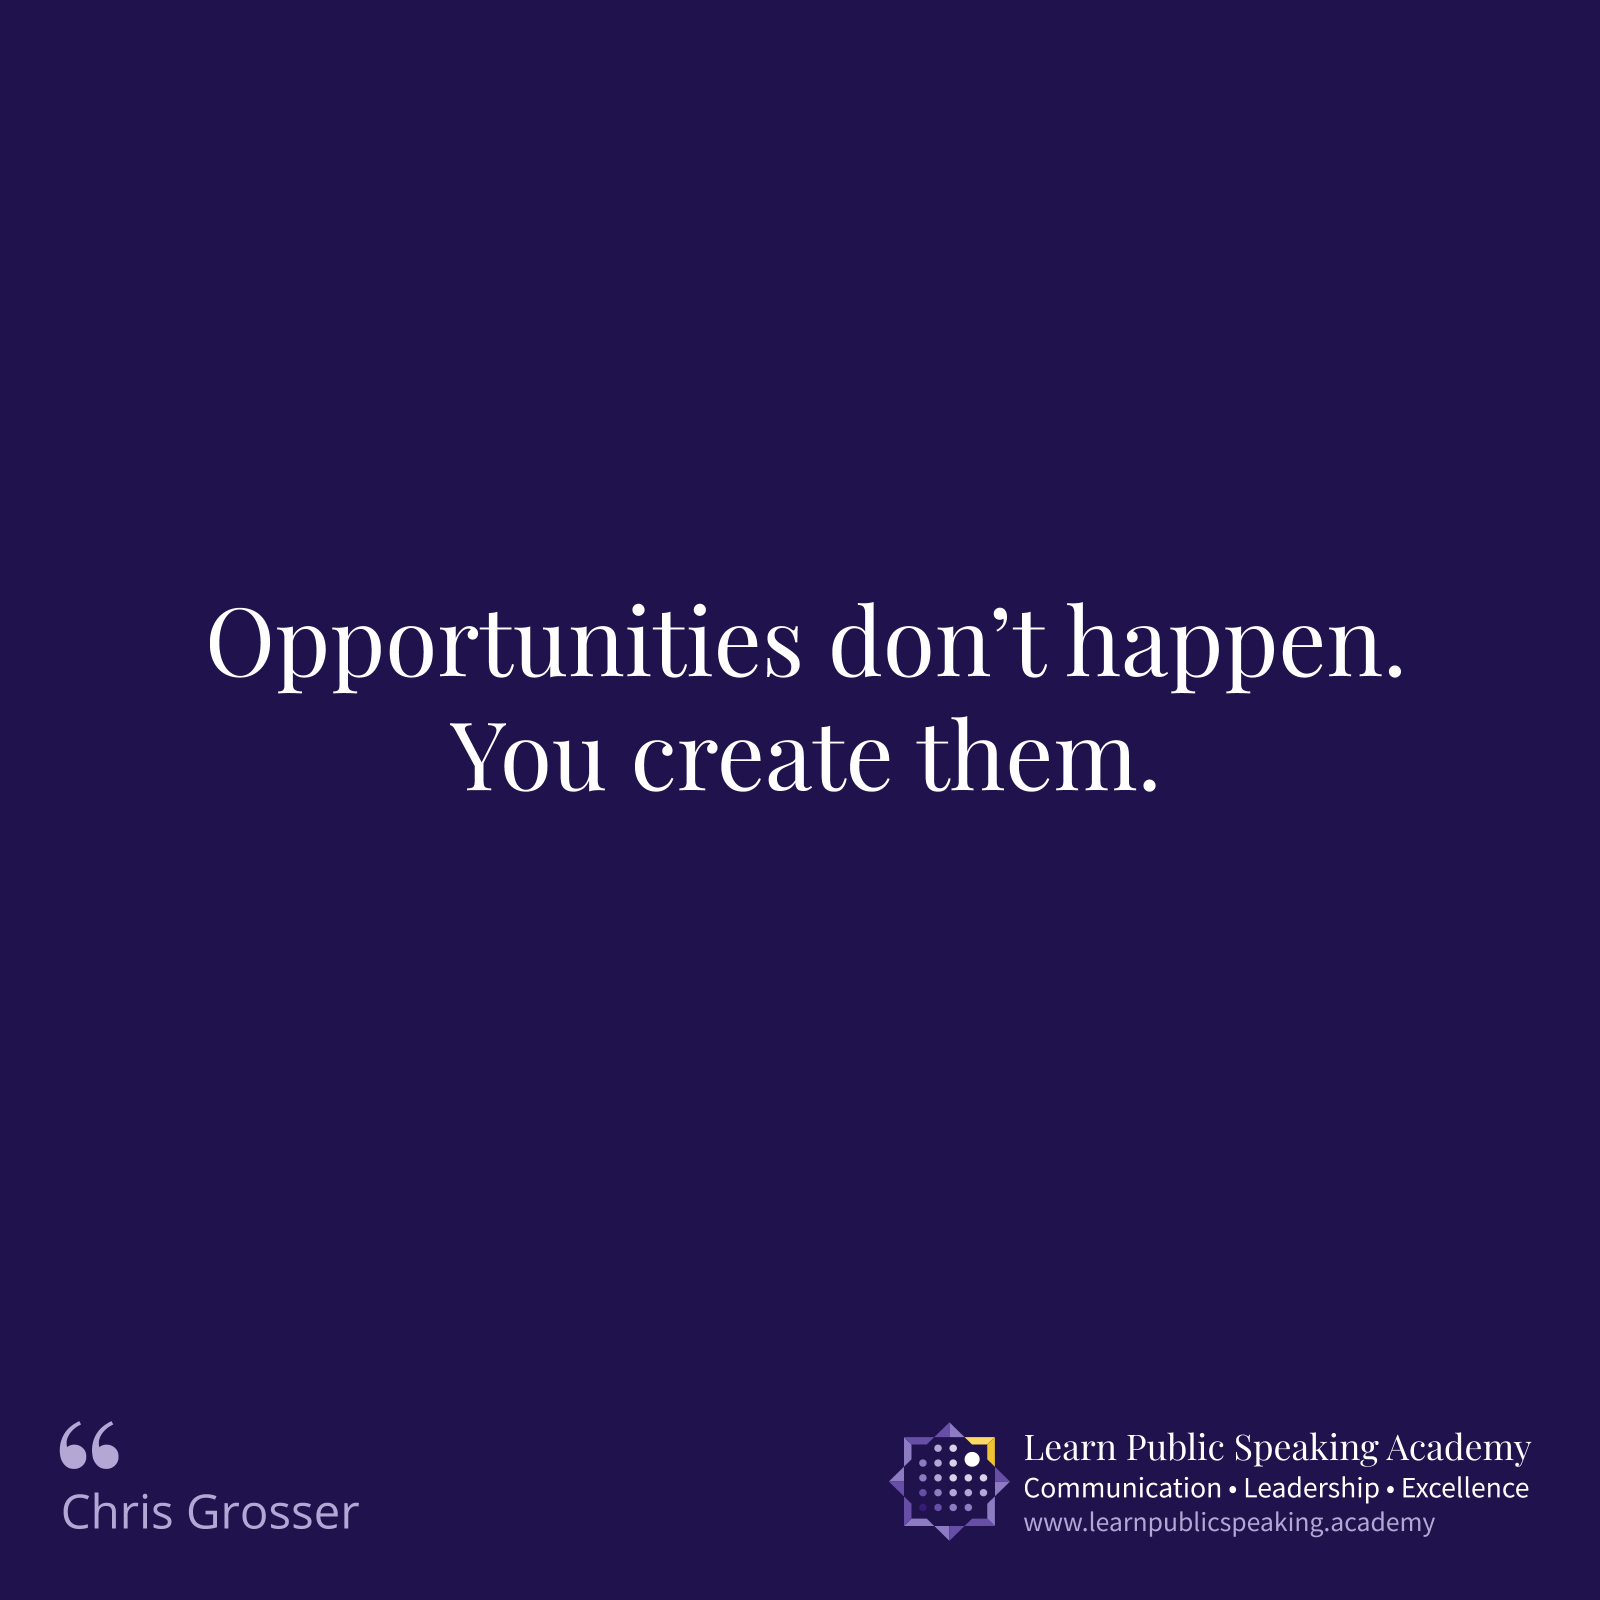 Opportunities don’t happen.
You create them.
Chris Grosser
Learn Public Speaking Academy
Communication • Leadership • Excellence
www.learnpublicspeaking.academy